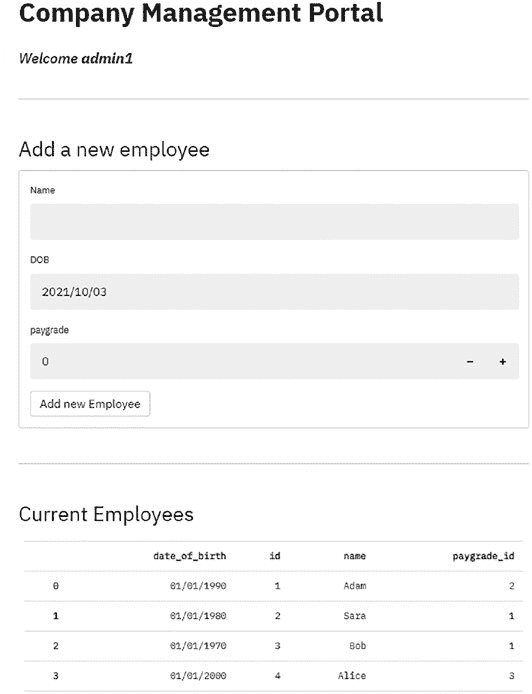 Company Management Portal
Welcome admin1
Add a new employee
Name
DOB
2021/10/03
paygrade
0 − +
Add new Employee
Current Employees
date_of_birth id name paygrade_id
0 01/01/1990 1 Adam 2
1 01/01/1980 2 Sara 1
2 01/01/1970 3 Bob 1
3 01/01/2000 4 Alice 3